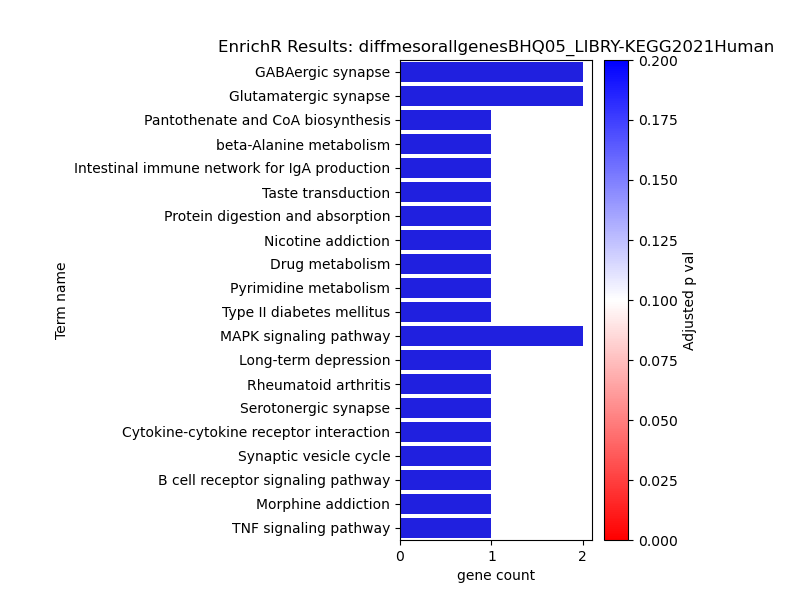 EnrichR Results: diffmesorallgenesBHQ05_LIBRY-KEGG2021Human
Term name
GABAergic synapse
Glutamatergic synapse
Pantothenate and CoA biosynthesis
beta-Alanine metabolism
Intestinal immune network for IgA production
Taste transduction
Protein digestion and absorption
Nicotine addiction
Drug metabolism
Pyrimidine metabolism
Type II diabetes mellitus
MAPK signaling pathway
Long-term depression
Rheumatoid arthritis
Serotonergic synapse
Cytokine-cytokine receptor interaction
Synaptic vesicle cycle
B cell receptor signaling pathway
Morphine addiction
TNF signaling pathway
0 1 2
gene count
0.200
0.175
0.150
0.125
0.100
0.075
0.050
0.025
0.000
Adjusted p val